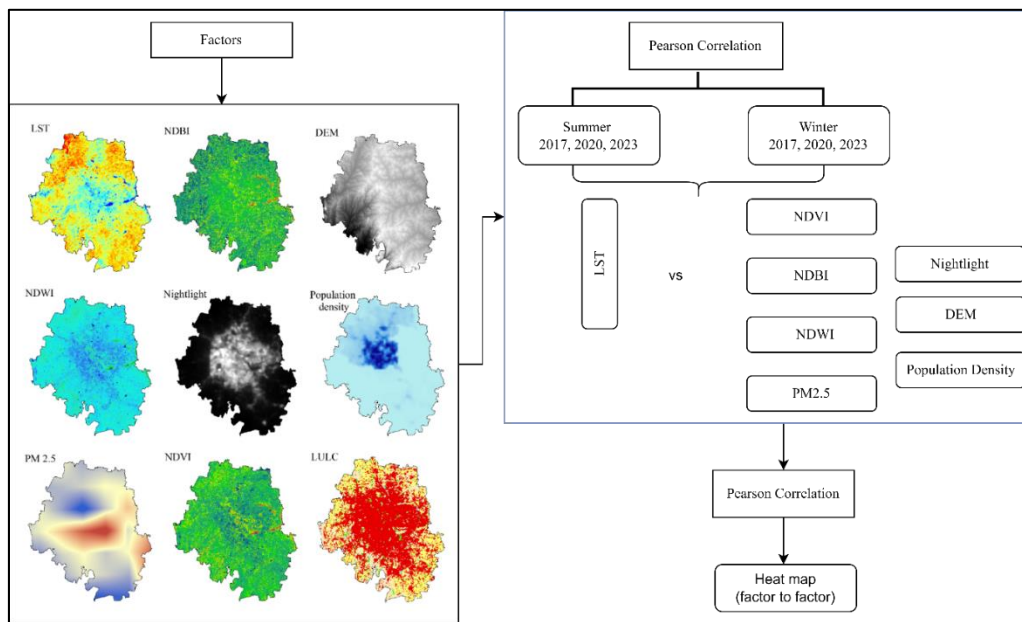 Factors
LST
NDBI
DEM
NDWI
Nightlight
Population
density
PM 2.5
NDVI
LULC
Pearson Correlation
Summer
2017, 2020, 2023
Winter
2017, 2020, 2023
LST
vs
NDVI
NDBI
NDWI
PM2.5
Nightlight
DEM
Population Density
Pearson Correlation
Heat map
(factor to factor)